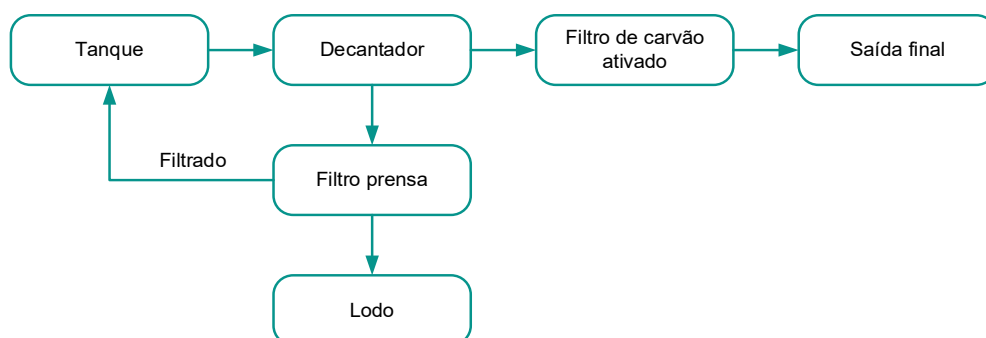 Tanque
Decantador
Filtro de carvão
ativado
Saída final
Filtrado
Filtro prensa
Lodo